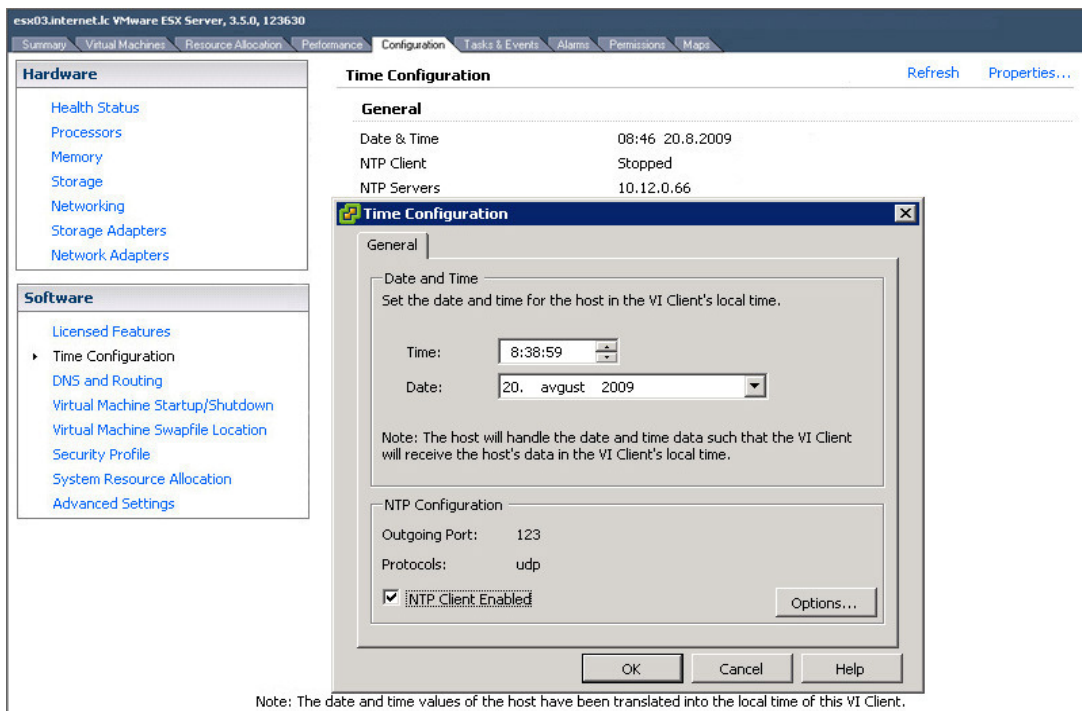 esx03.internet.lc VMware ESX Server, 3.5.0, 123630
Summary Virtual Machines Resource Allocation Performance Configuration Tasks & Events Alarms Permissions Maps
Hardware
Health Status
Processors
Memory
Storage
Networking
Storage Adapters
Network Adapters
Software
Licensed Features
Time Configuration
DNS and Routing
Virtual Machine Startup/Shutdown
Virtual Machine Swapfile Location
Security Profile
System Resource Allocation
Advanced Settings
Time Configuration Refresh Properties...
General
Date & Time 08:46 20.8.2009
NTP Client Stopped
NTP Servers 10.12.0.66
Time Configuration
General
Date and Time
Set the date and time for the host in the VI Client's local time.
Time: 8:38:59
Date: 20. avgust 2009
Note: The host will handle the date and time data such that the VI Client
will receive the host's data in the VI Client's local time.
NTP Configuration
Outgoing Port: 123
Protocols: udp
NTP Client Enabled
Options...
OK Cancel Help
Note: The date and time values of the host have been translated into the local time of this VI Client.